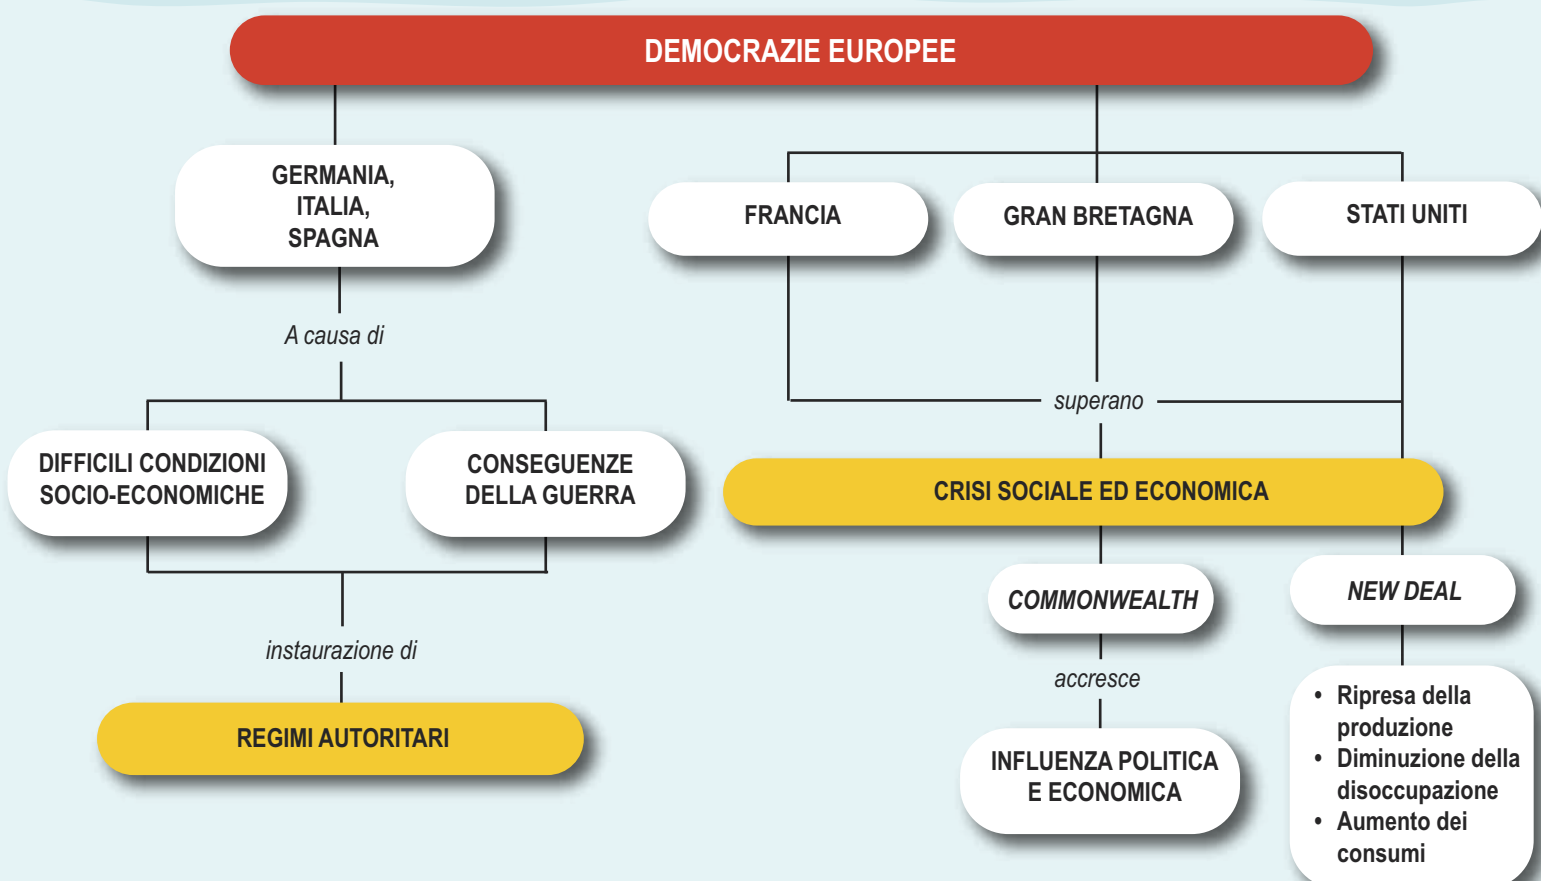 DEMOCRAZIE EUROPEE
GERMANIA,
ITALIA,
SPAGNA
A causa di
DIFFICILI CONDIZIONI
SOCIO-ECONOMICHE
CONSEGUENZE
DELLA GUERRA
instaurazione di
REGIMI AUTORITARI
FRANCIA
GRAN BRETAGNA
STATI UNITI
superano
CRISI SOCIALE ED ECONOMICA
COMMONWEALTH
accresce
INFLUENZA POLITICA
E ECONOMICA
NEW DEAL
• Ripresa della
produzione
• Diminuzione della
disoccupazione
• Aumento dei
consumi